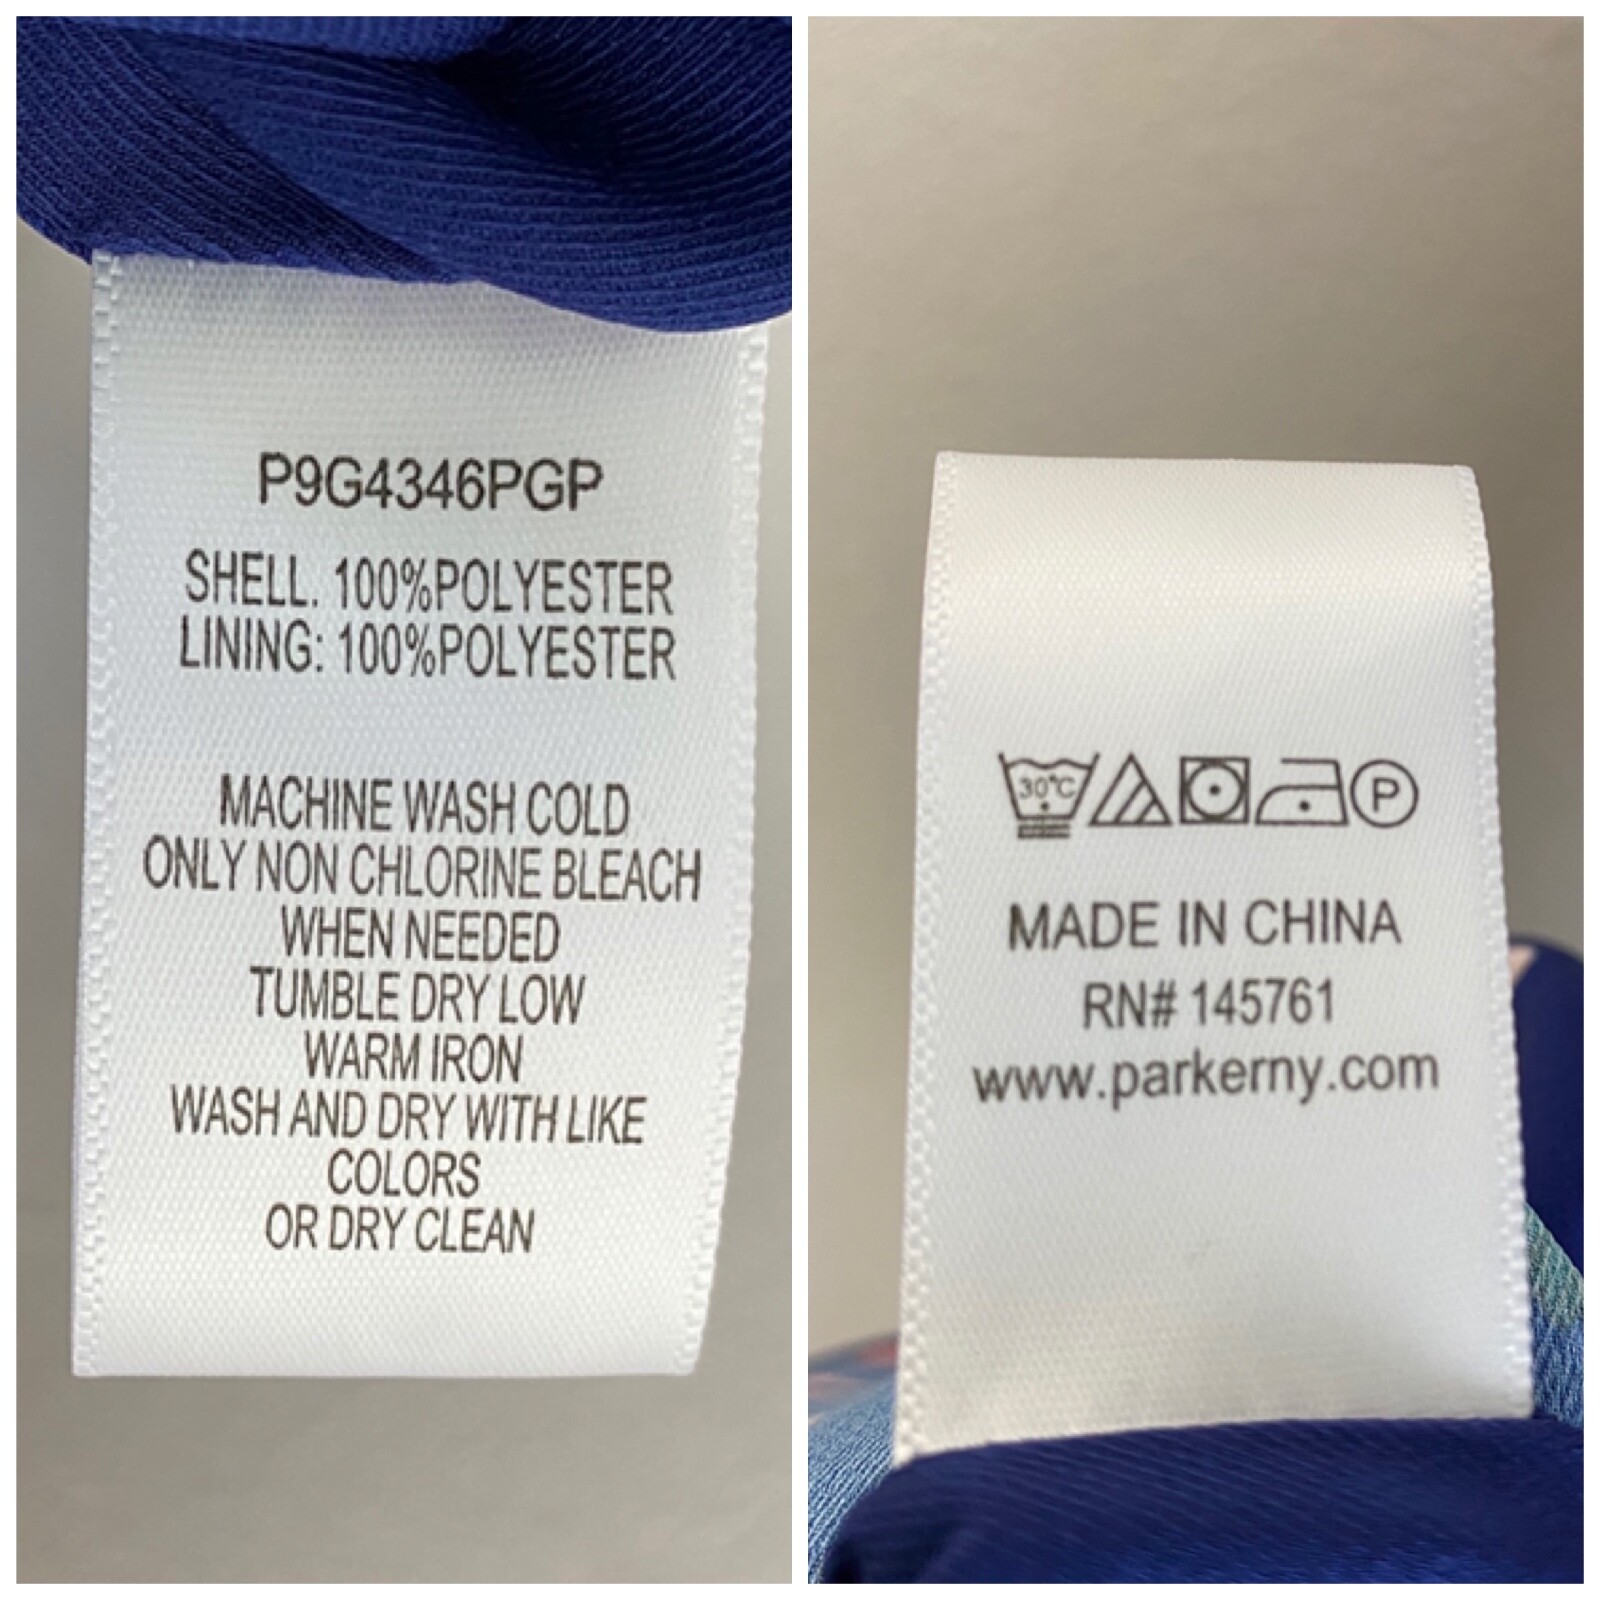 P9G4346PGP
SHELL. 100%POLYESTER
LINING: 100%POLYESTER
MACHINE WASH COLD
ONLY NON CHLORINE BLEACH
WHEN NEEDED
TUMBLE DRY LOW
WARM IRON
WASH AND DRY WITH LIKE
COLORS
OR DRY CLEAN
30°C P
MADE IN CHINA
RN# 145761
www.parkerny.com